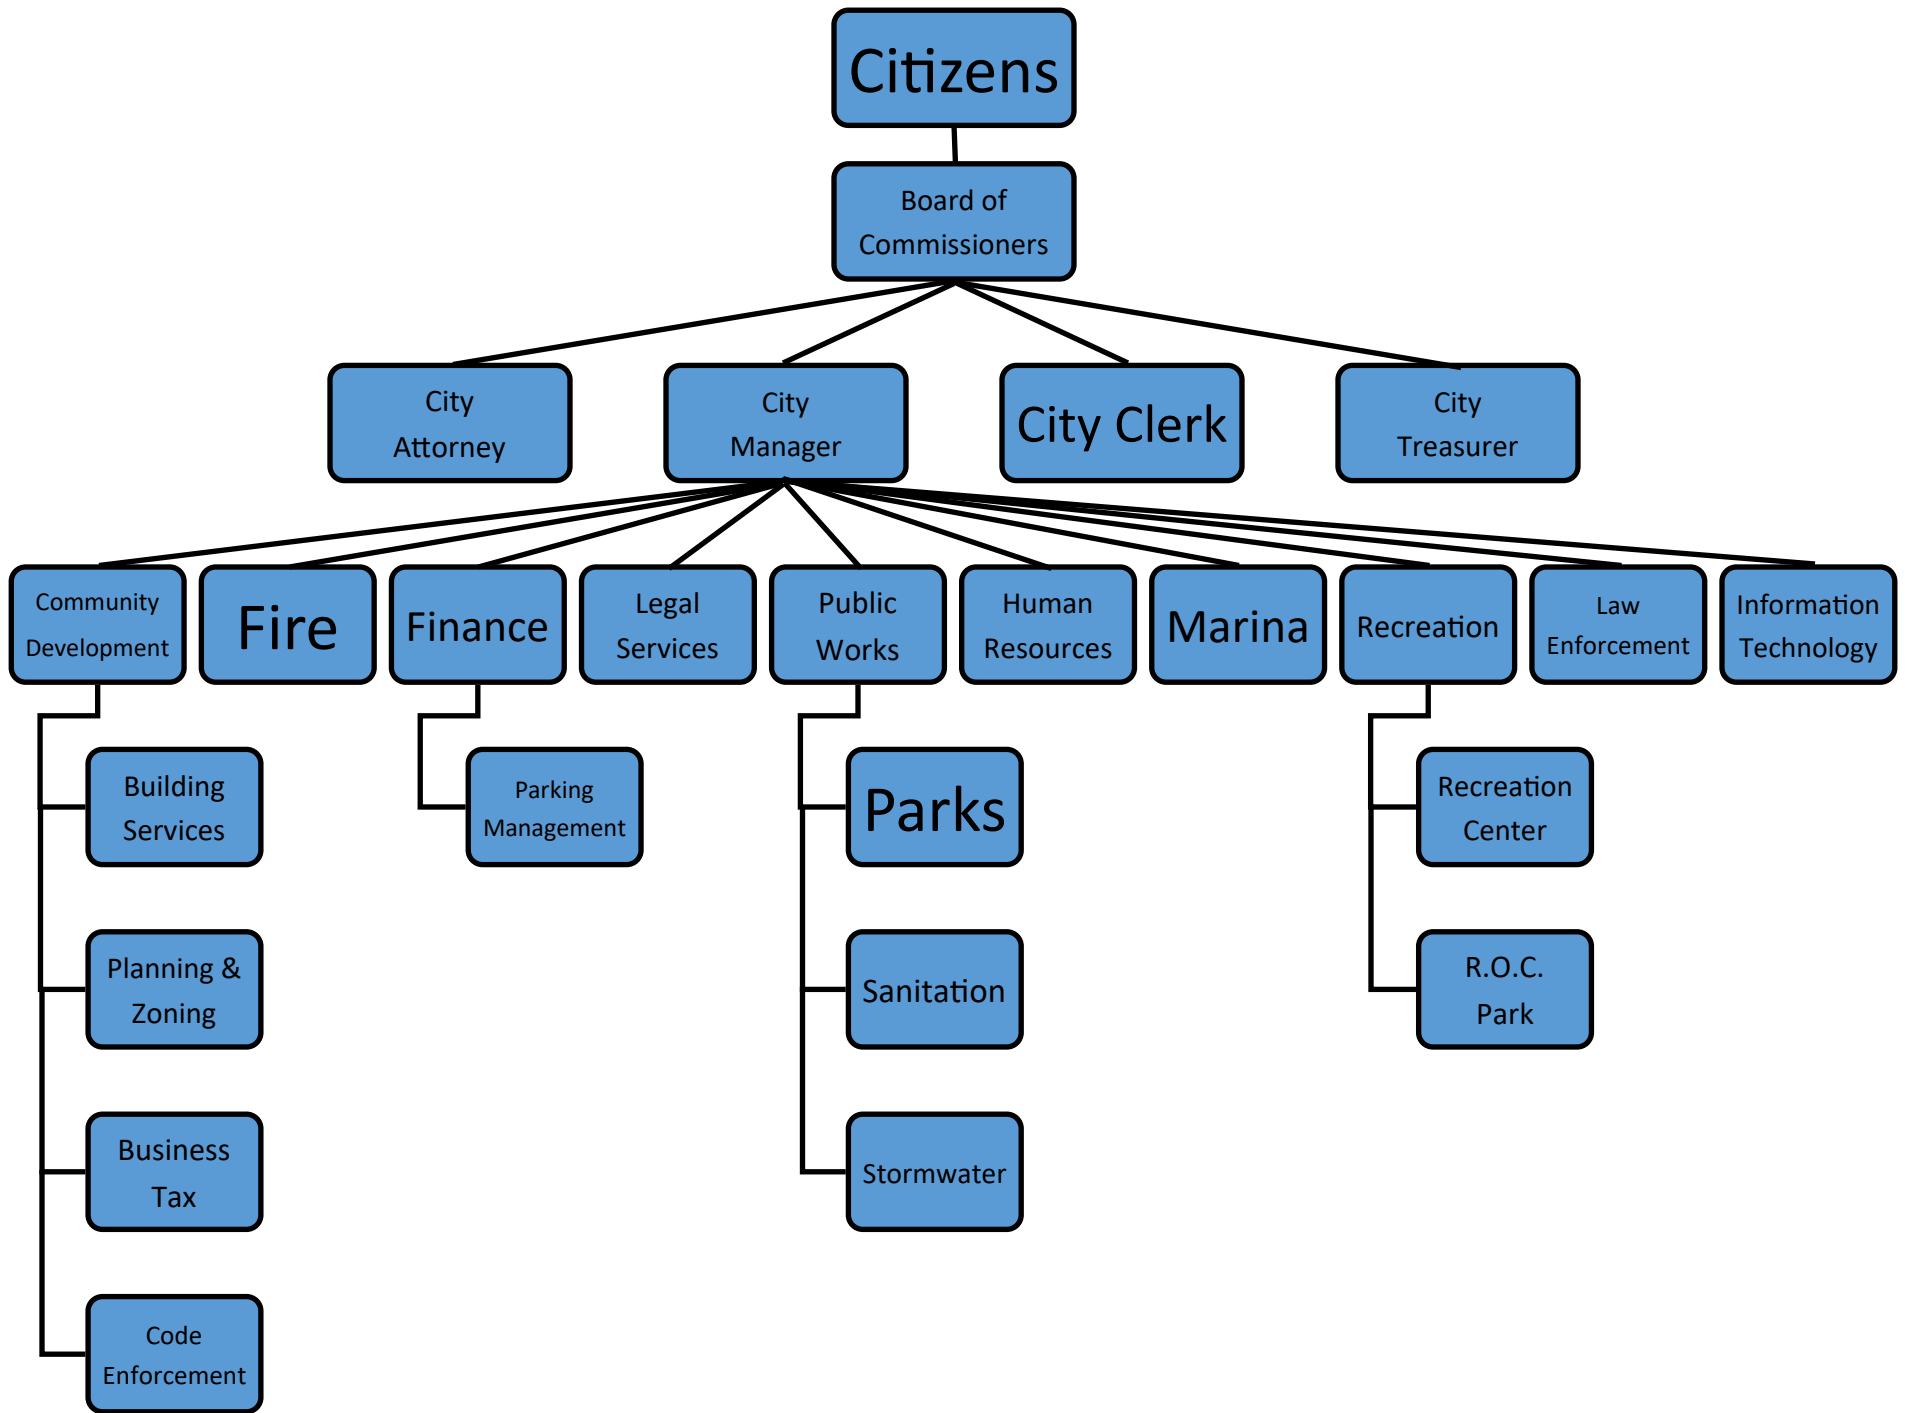 Citizens
Board of
Commissioners
City
Attorney
City
Manager
City Clerk
City
Treasurer
Community
Development
Fire
Finance
Legal
Services
Public
Works
Human
Resources
Marina
Recreation
Law
Enforcement
Information
Technology
Building
Services
Parking
Management
Parks
Recreation
Center
Planning &
Zoning
Sanitation
R.O.C.
Park
Business
Tax
Stormwater
Code
Enforcement